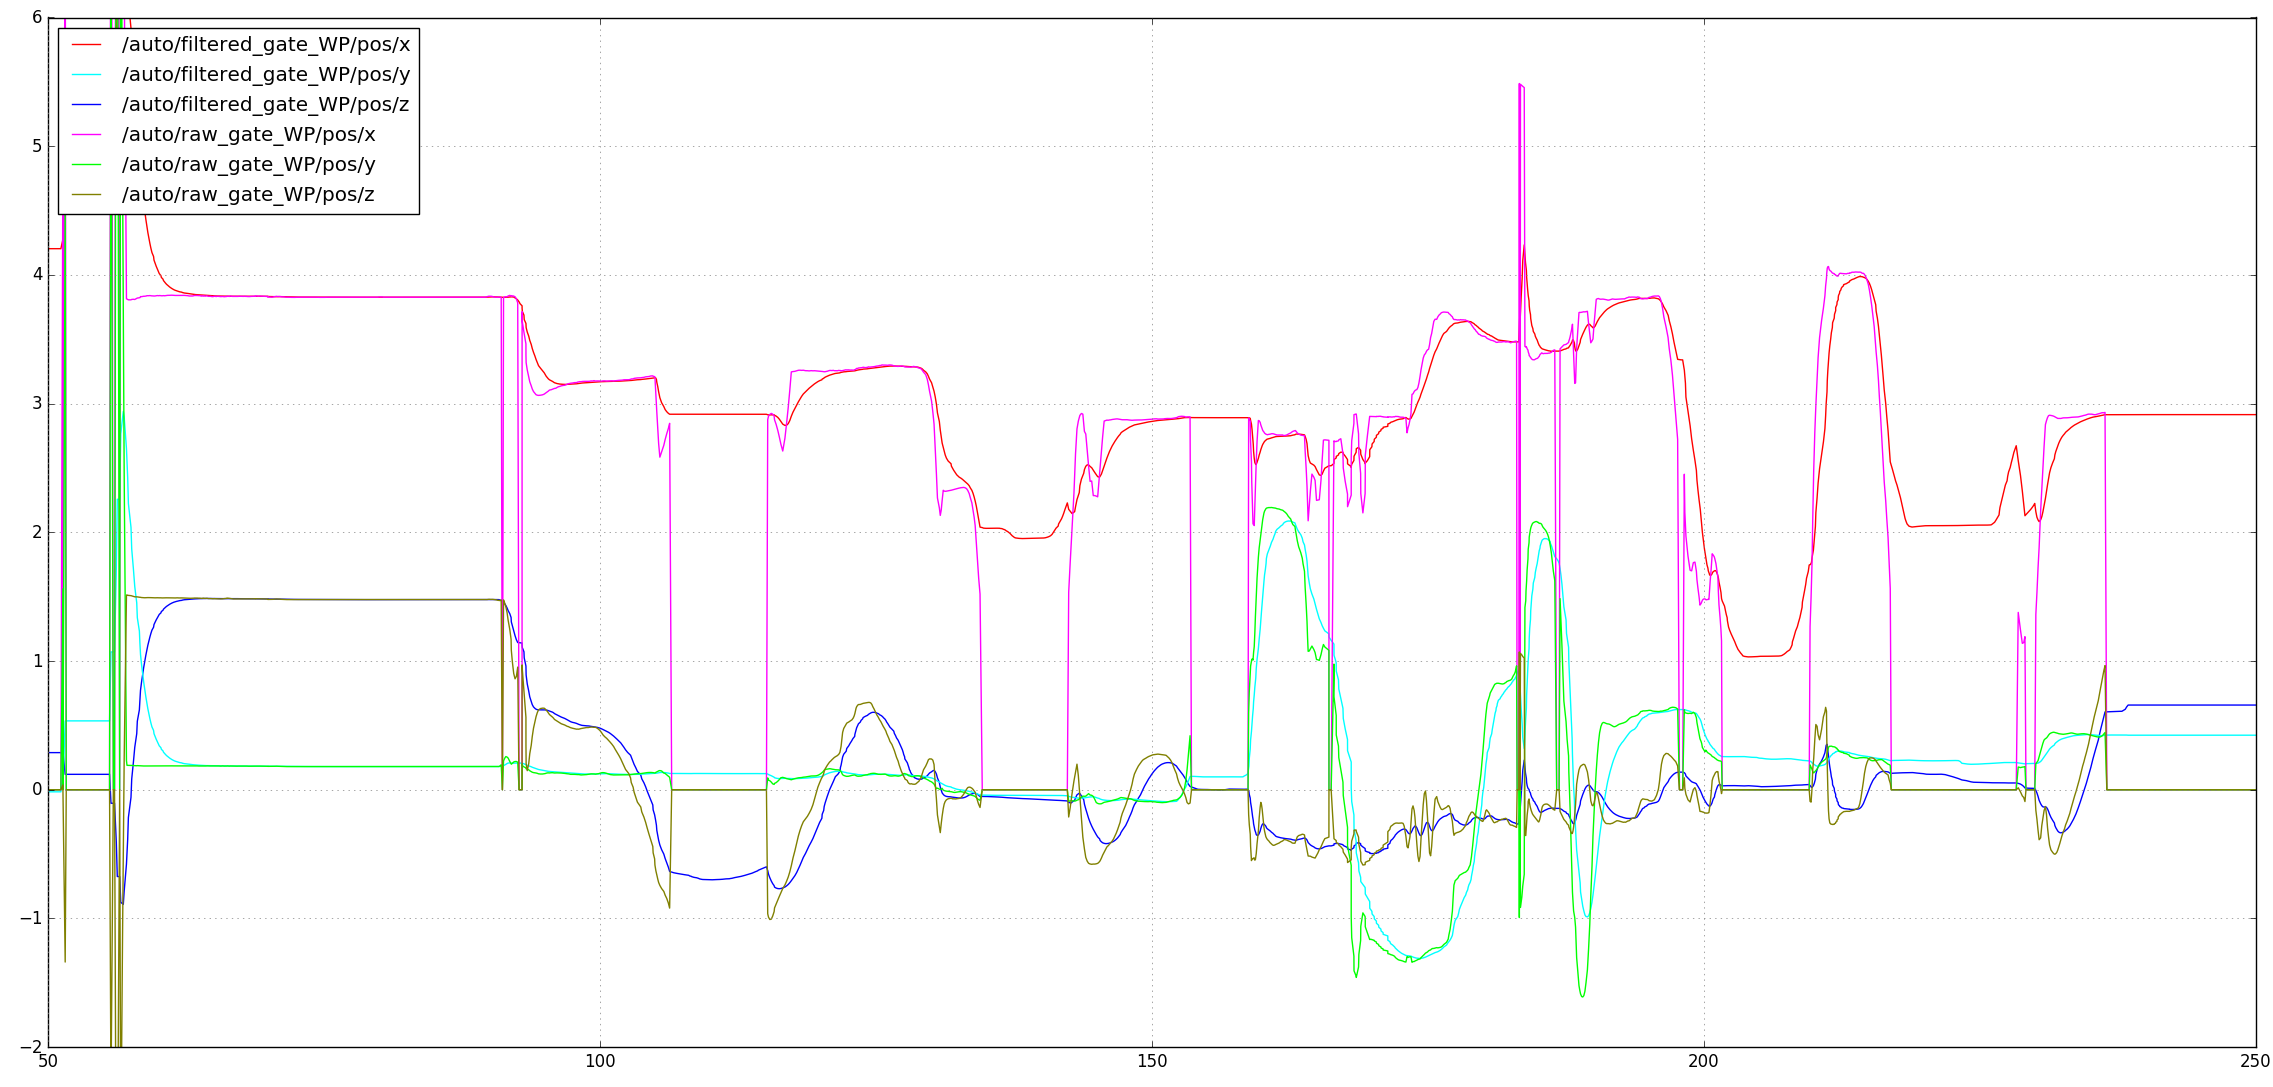 6
/auto/filtered_gate_WP/pos/x
/auto/filtered_gate_WP/pos/y
/auto/filtered_gate_WP/pos/z
/auto/raw_gate_WP/pos/x
/auto/raw_gate_WP/pos/y
/auto/raw_gate_WP/pos/z
5
4
3
2
1
0
−1
−2
50 100 150 200 250